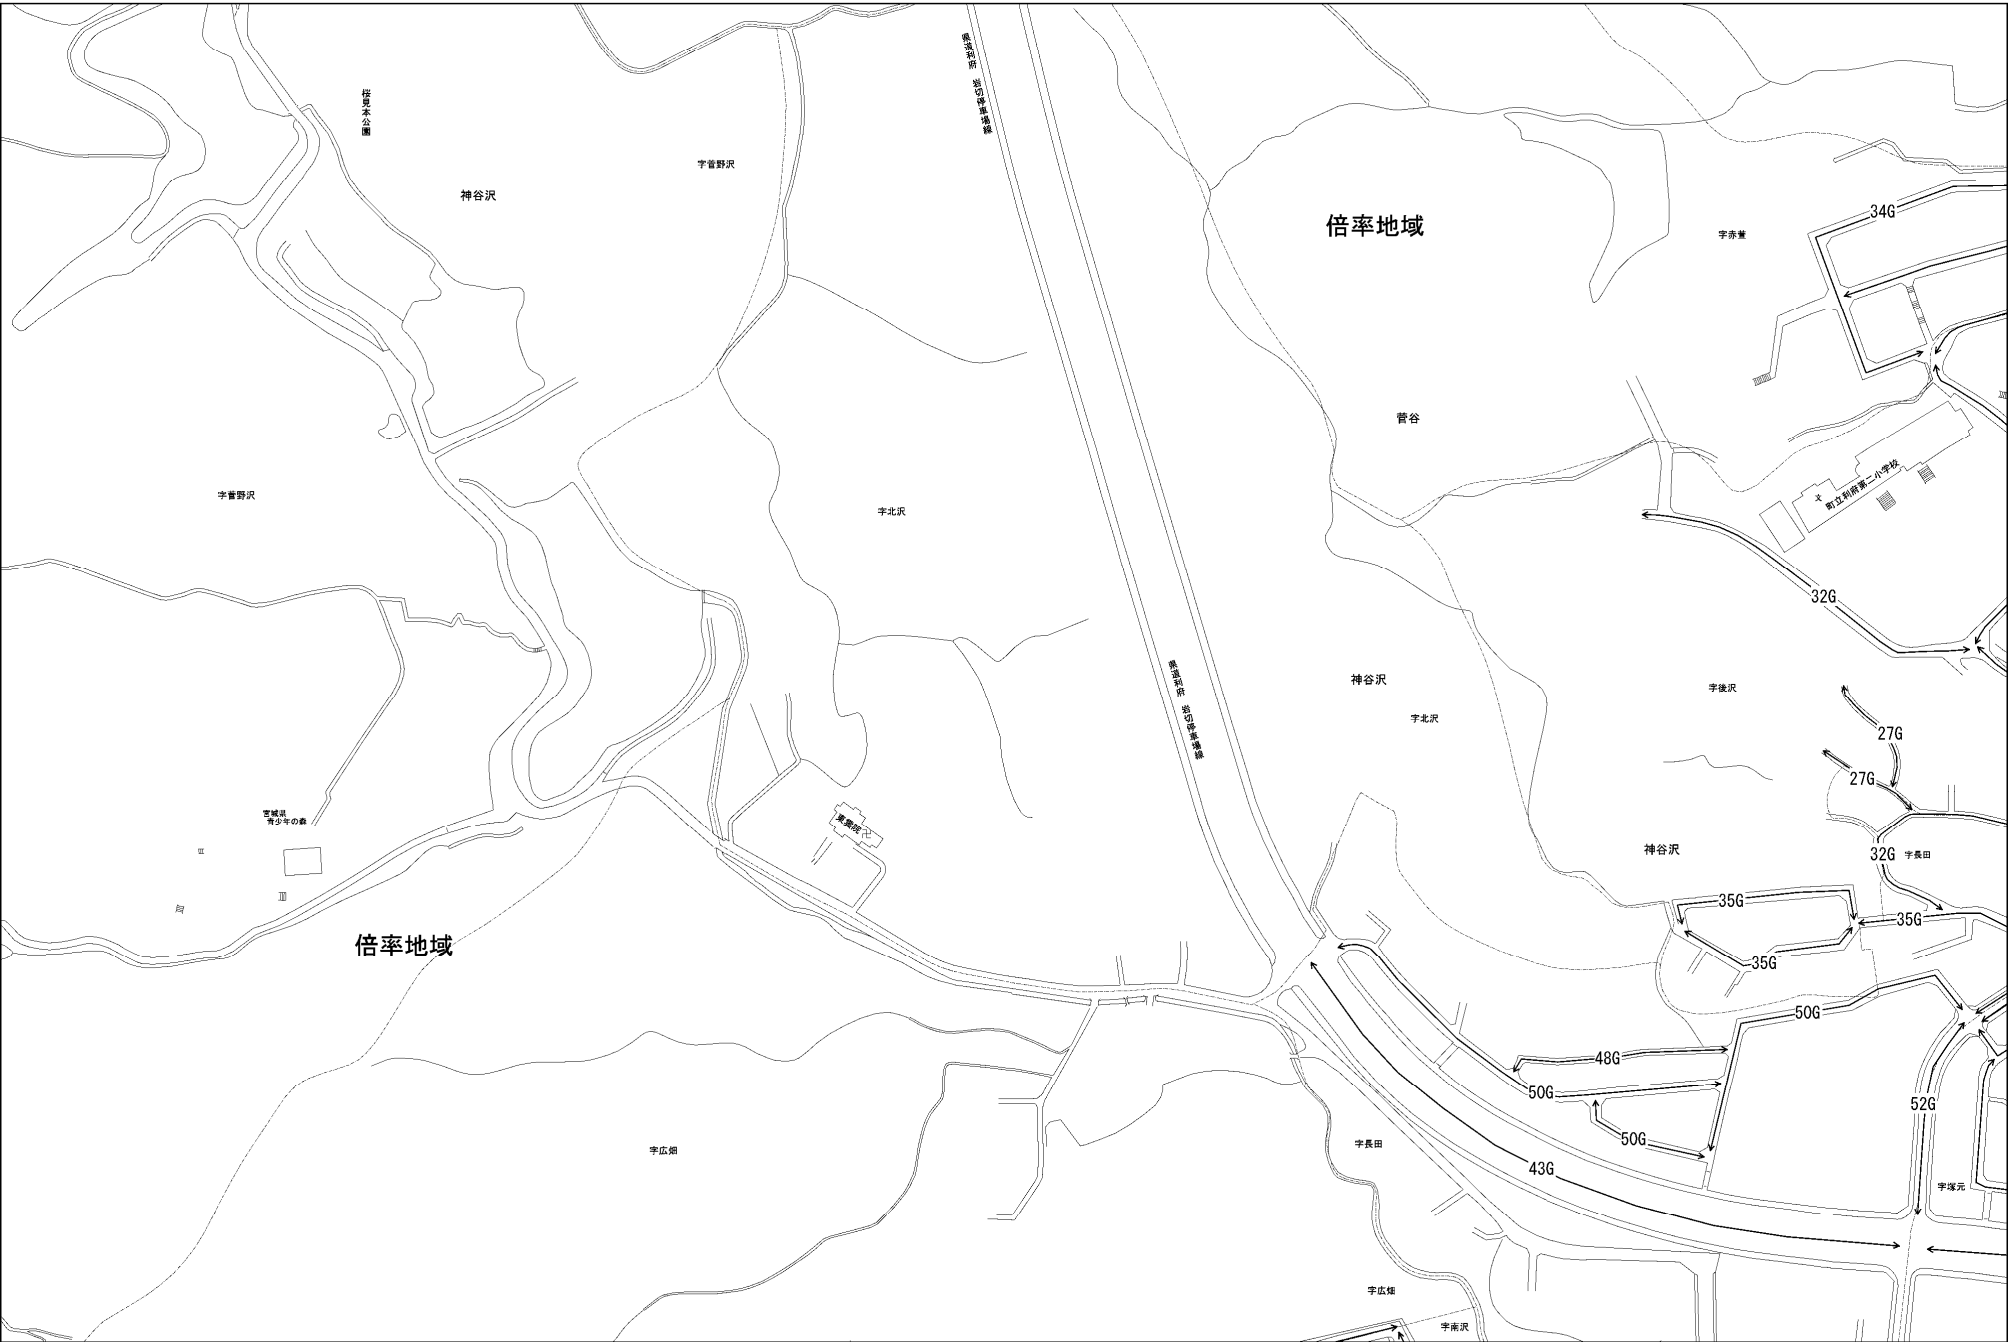 県道利府 岩切停車場線
桜見本公園
字菅野沢
神谷沢
倍率地域
34G
字赤萱
菅谷
町立利府第二小学校
字菅野沢
字北沢
32G
県道利府 岩切停車場線
神谷沢
字後沢
字北沢
27G
27G
宮城県
青少年の森
東雲院
神谷沢
32G
字長田
35G
35G
倍率地域
35G
50G
48G
50G
52G
50G
字長田
字広畑
43G
字塚元
字広畑
字南沢